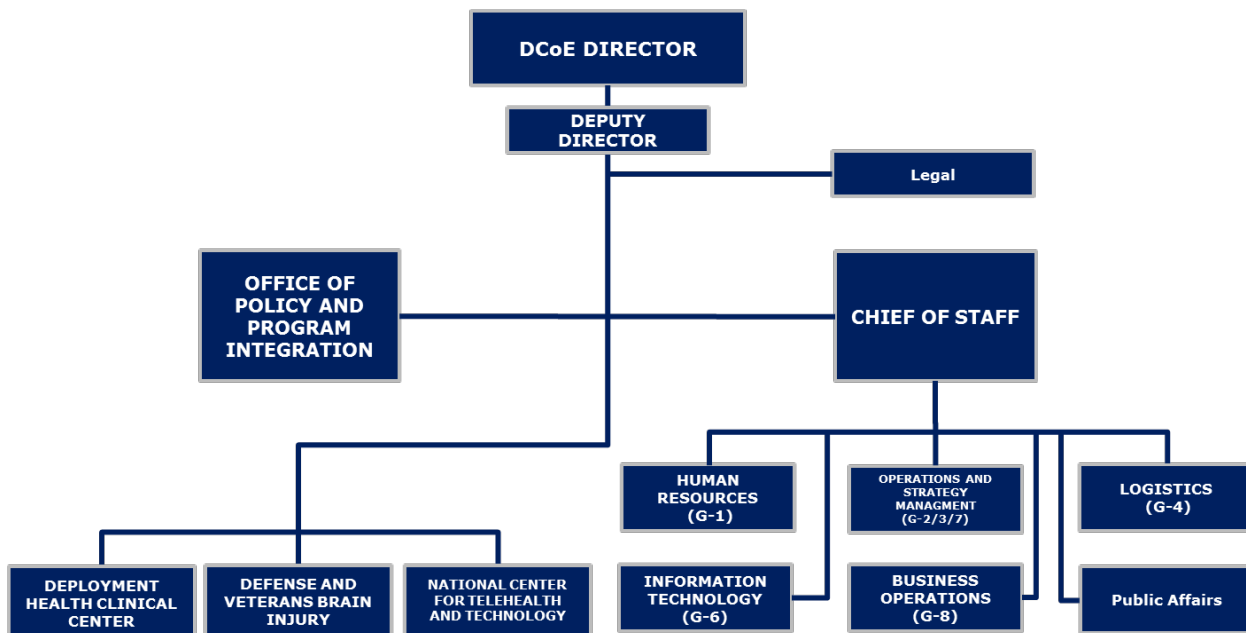 DCoE DIRECTOR
DEPUTY
DIRECTOR
Legal
OFFICE OF
POLICY AND
PROGRAM
INTEGRATION
CHIEF OF STAFF
HUMAN
RESOURCES
(G-1)
OPERATIONS AND
STRATEGY
MANAGMENT
(G-2/3/7)
LOGISTICS
(G-4)
DEPLOYMENT
HEALTH CLINICAL
CENTER
DEFENSE AND
VETERANS BRAIN
INJURY
NATIONAL CENTER
FOR TELEHEALTH
AND TECHNOLOGY
INFORMATION
TECHNOLOGY
(G-6)
BUSINESS
OPERATIONS
(G-8)
Public Affairs